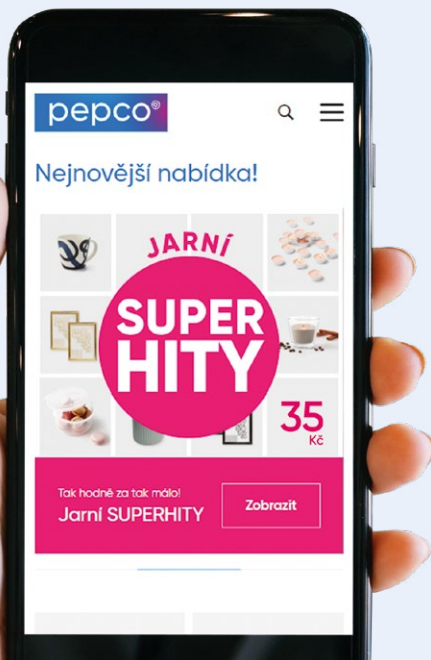 pepco®
Nejnovější nabídka!
JARNÍ
SUPER
HITY
35
Kč
Tak hodně za tak málo!
Jarní SUPERHITY
Zobrazit